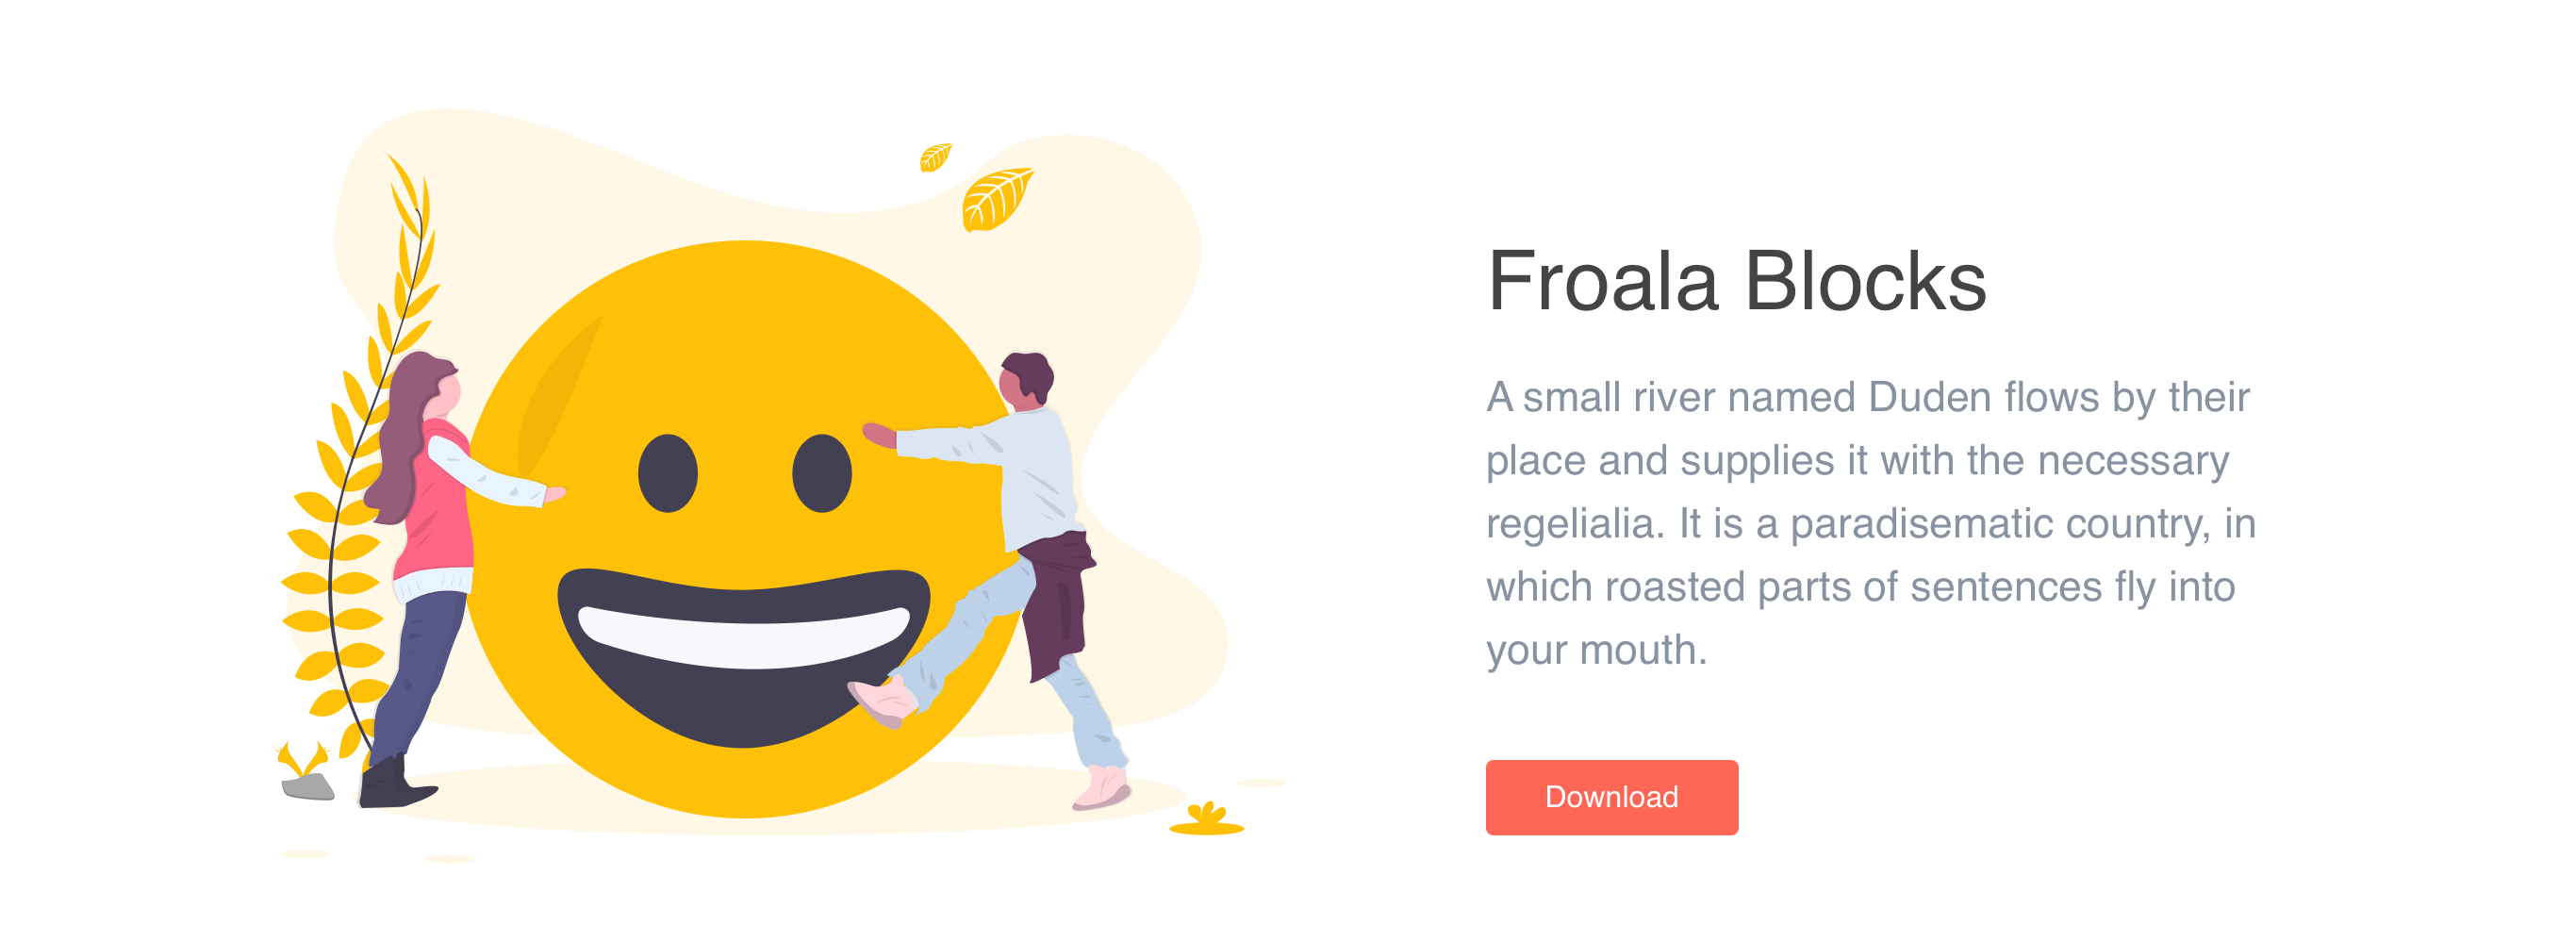 Froala Blocks
A small river named Duden flows by their
place and supplies it with the necessary
regelialia. It is a paradisematic country, in
which roasted parts of sentences fly into
your mouth.
Download